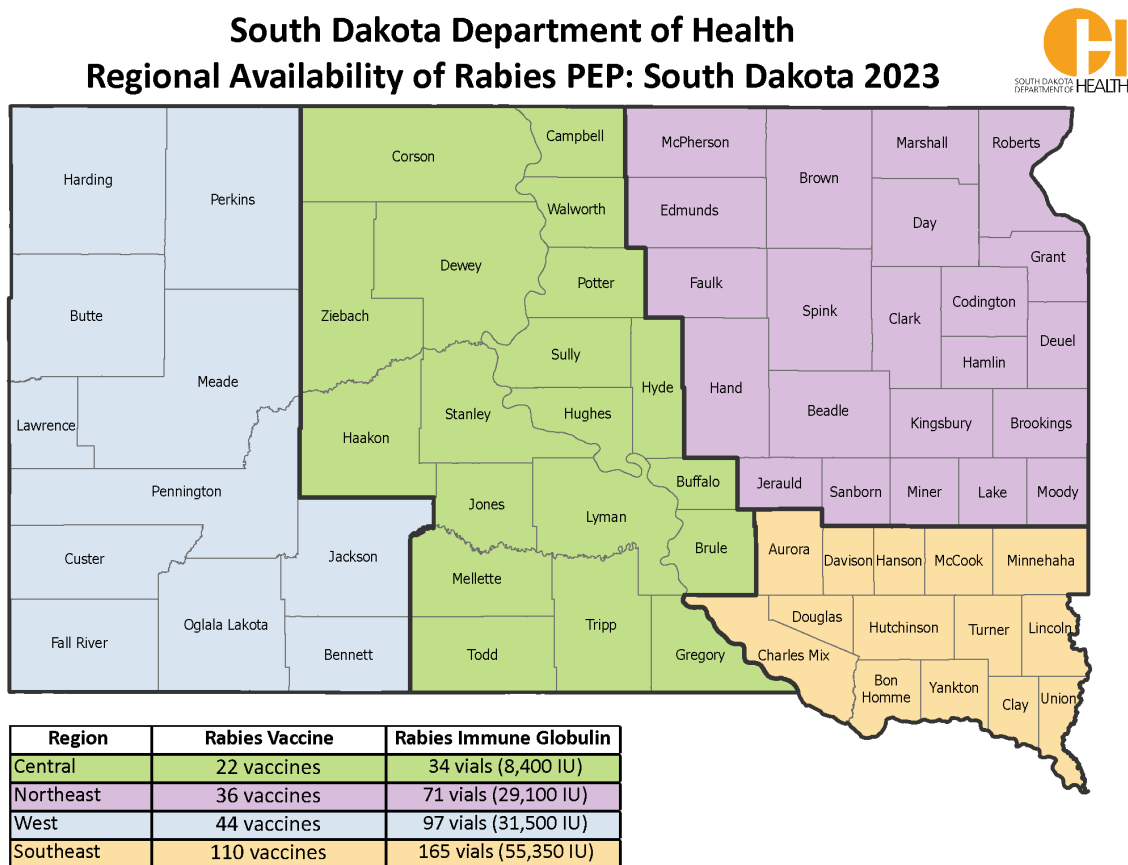 South Dakota Department of Health
Regional Availability of Rabies PEP: South Dakota 2023
SOUTH DAKOTA
DEPARTMENT OF HEALTH
Harding
Perkins
Corson
Campbell
McPherson
Brown
Marshall
Roberts
Walworth
Edmunds
Day
Dewey
Potter
Faulk
Grant
Butte
Ziebach
Spink
Clark
Codington
Deuel
Meade
Sully
Hamlin
Lawrence
Stanley
Hughes
Hyde
Hand
Beadle
Kingsbury
Brookings
Haakon
Pennington
Jones
Lyman
Buffalo
Jerauld
Sanborn
Miner
Lake
Moody
Custer
Jackson
Brule
Aurora
Davison
Hanson
McCook
Minnehaha
Mellette
Fall River
Oglala Lakota
Bennett
Todd
Tripp
Gregory
Charles Mix
Douglas
Hutchinson
Turner
Lincoln
Bon
Homme
Yankton
Clay
Union
Region Rabies Vaccine Rabies Immune Globulin
Central 22 vaccines 34 vials (8,400 IU)
Northeast 36 vaccines 71 vials (29,100 IU)
West 44 vaccines 97 vials (31,500 IU)
Southeast 110 vaccines 165 vials (55,350 IU)